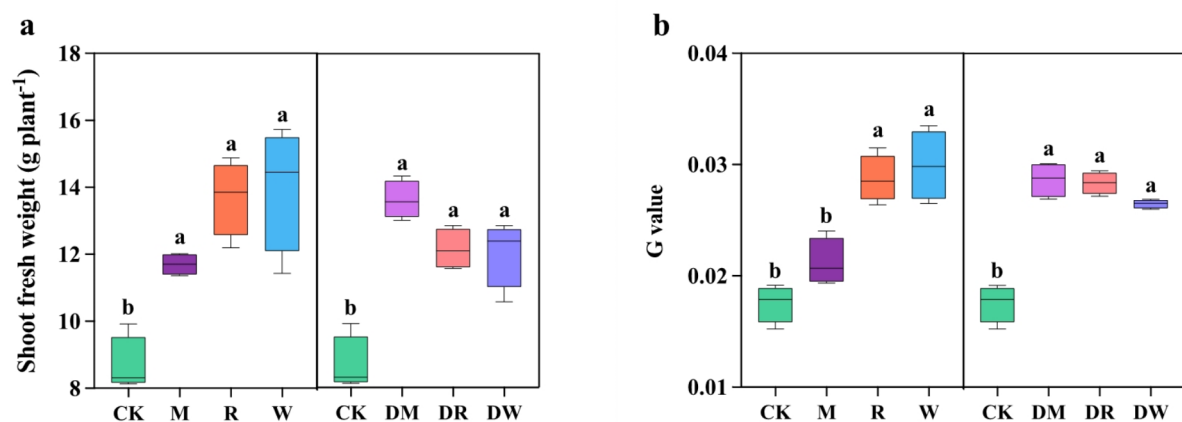 a
Shoot fresh weight (g plant⁻¹)
18
16
14
12
10
8
b
a
a
a
b
a
a
a
CK M R W CK DM DR DW
b
G value
0.04
0.03
0.02
0.01
b
b
a
a
b
a
a
a
CK M R W CK DM DR DW